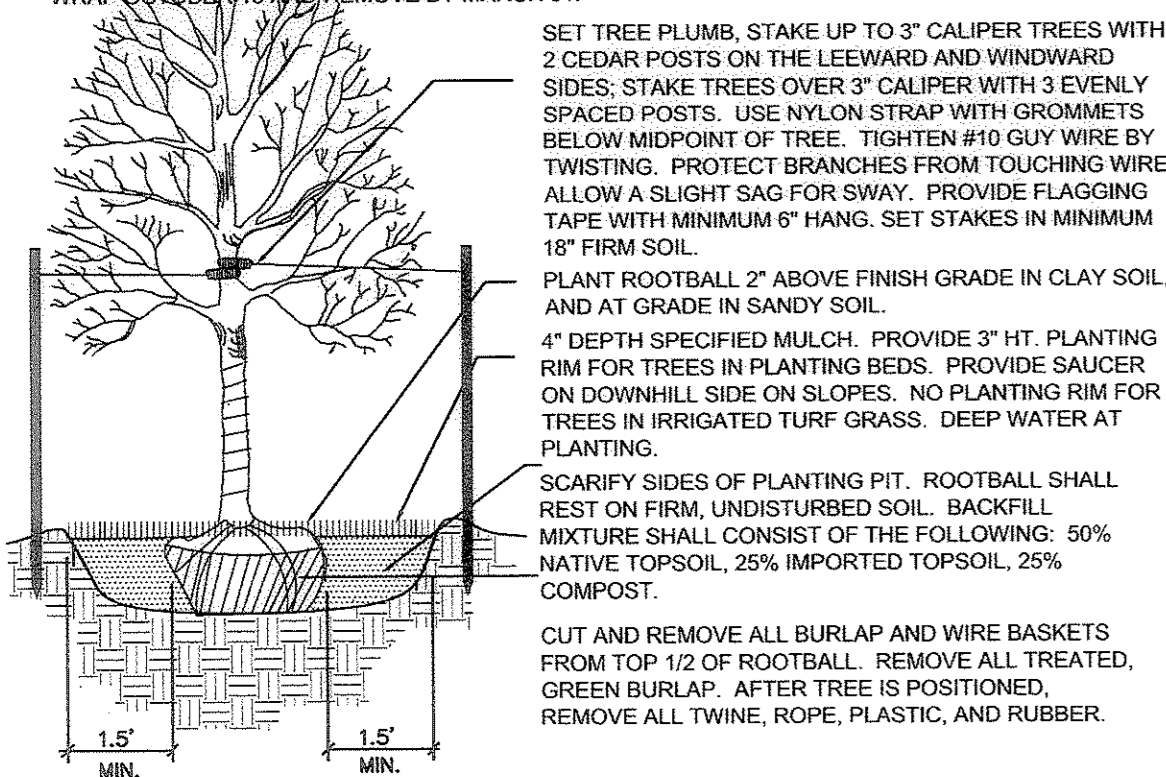 SET TREE PLUMB, STAKE UP TO 3" CALIPER TREES WITH
2 CEDAR POSTS ON THE LEEWARD AND WINDWARD
SIDES; STAKE TREES OVER 3" CALIPER WITH 3 EVENLY
SPACED POSTS. USE NYLON STRAP WITH GROMMETS
BELOW MIDPOINT OF TREE. TIGHTEN #10 GUY WIRE BY
TWISTING. PROTECT BRANCHES FROM TOUCHING WIRE
ALLOW A SLIGHT SAG FOR SWAY. PROVIDE FLAGGING
TAPE WITH MINIMUM 6" HANG. SET STAKES IN MINIMUM
18" FIRM SOIL.
PLANT ROOTBALL 2" ABOVE FINISH GRADE IN CLAY SOIL,
AND AT GRADE IN SANDY SOIL.
4" DEPTH SPECIFIED MULCH. PROVIDE 3" HT. PLANTING
RIM FOR TREES IN PLANTING BEDS. PROVIDE SAUCER
ON DOWNHILL SIDE ON SLOPES. NO PLANTING RIM FOR
TREES IN IRRIGATED TURF GRASS. DEEP WATER AT
PLANTING.
SCARIFY SIDES OF PLANTING PIT. ROOTBALL SHALL
REST ON FIRM, UNDISTURBED SOIL. BACKFILL
MIXTURE SHALL CONSIST OF THE FOLLOWING: 50%
NATIVE TOPSOIL, 25% IMPORTED TOPSOIL, 25%
COMPOST.
CUT AND REMOVE ALL BURLAP AND WIRE BASKETS
FROM TOP 1/2 OF ROOTBALL. REMOVE ALL TREATED,
GREEN BURLAP. AFTER TREE IS POSITIONED,
REMOVE ALL TWINE, ROPE, PLASTIC, AND RUBBER.
1.5' 1.5'
MIN. MIN.